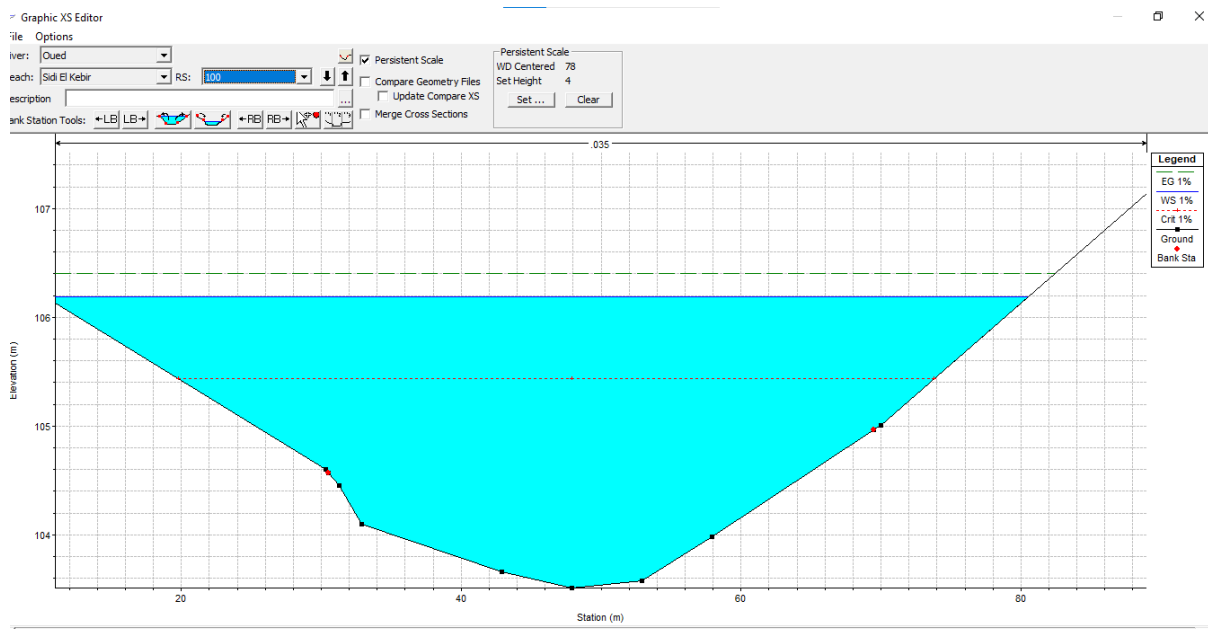 Graphic XS Editor
File Options
iver: Oued
Persistent Scale
Persistent Scale
WD Centered 78
each: Sidi El Kebir RS: 100
Compare Geometry Files
Set Height 4
escription
...
Update Compare XS
Set ... Clear
ank Station Tools: LB LB RB RB
Merge Cross Sections
.035
Legend
EG 1%
WS 1%
Crit 1%
Ground
Bank Sta
107
106
105
104
Elevation (m)
20 40 60 80
Station (m)